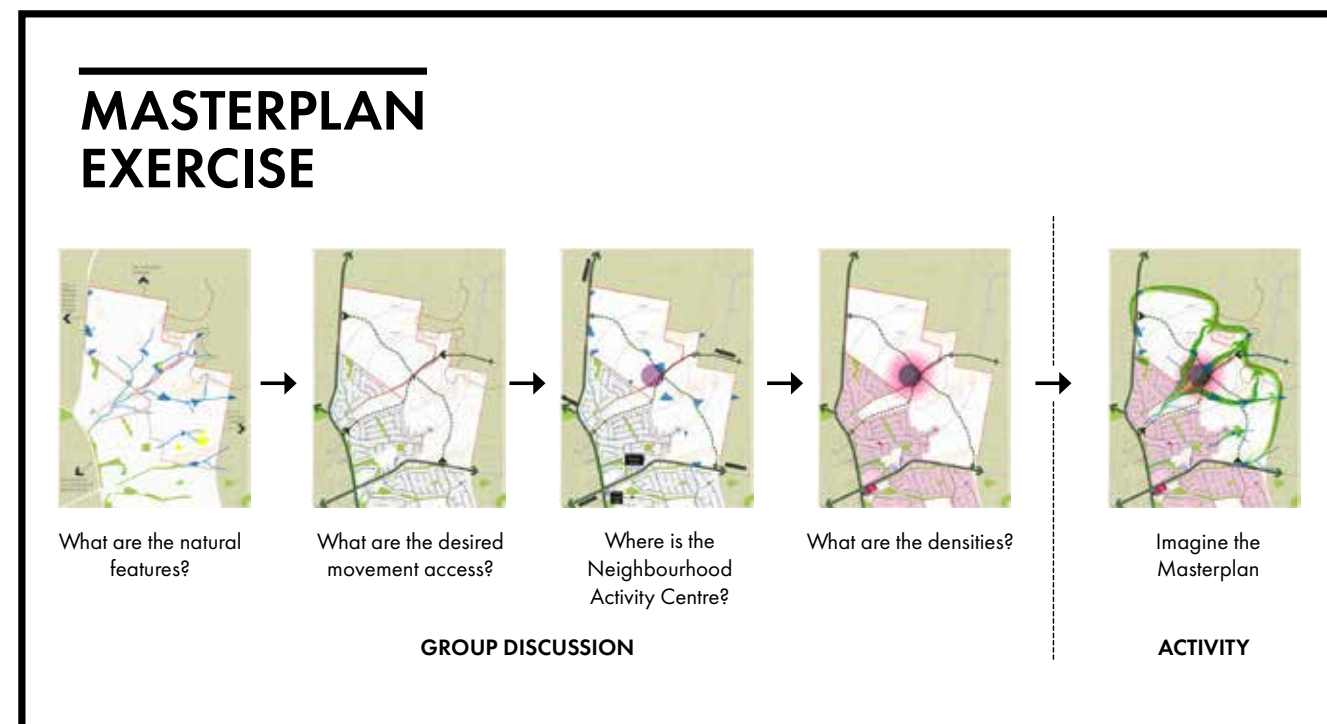 MASTERPLAN
EXERCISE
What are the natural
features?
What are the desired
movement access?
Where is the
Neighbourhood
Activity Centre?
What are the densities?
Imagine the
Masterplan
GROUP DISCUSSION
ACTIVITY